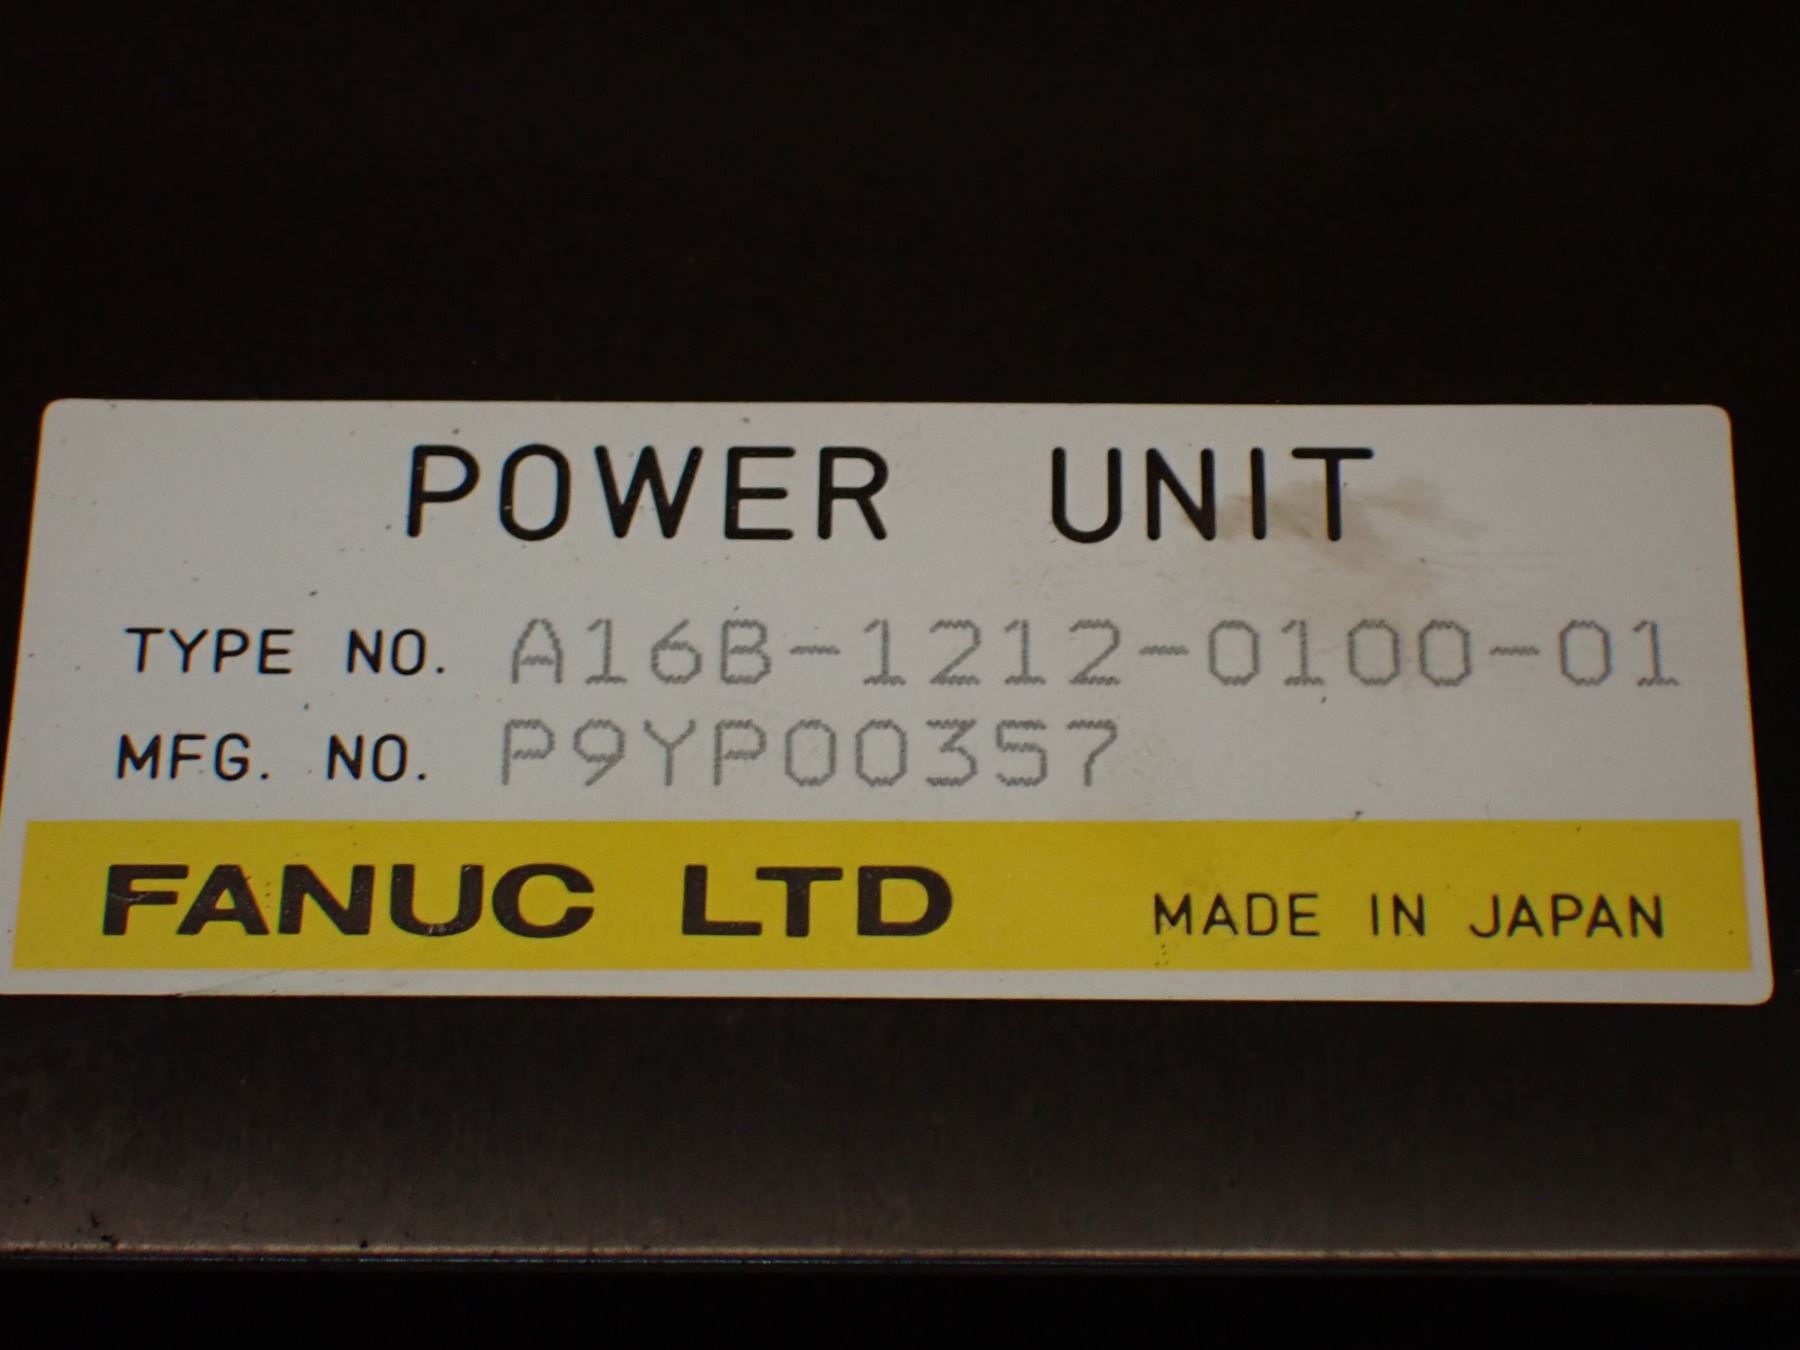 POWER UNIT
TYPE NO. A16B-1212-0100-01
MFG. NO. P9YP00357
FANUC LTD MADE IN JAPAN